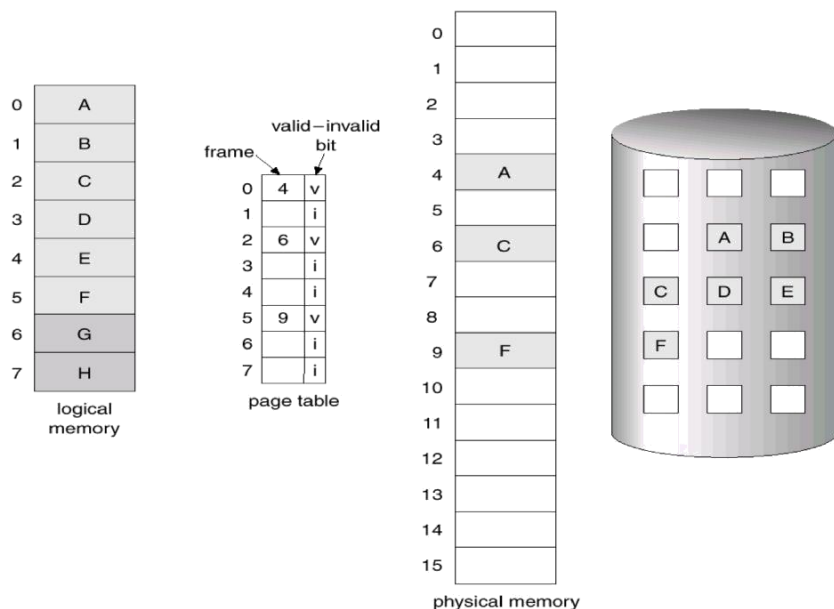 0 A
1 B
2 C
3 D
4 E
5 F
6 G
7 H
logical
memory
valid–invalid
bit
frame
0 4 v
1 i
2 6 v
3 i
4 i
5 9 v
6 i
7 i
page table
0
1
2
3
4 A
5
6 C
7
8
9 F
10
11
12
13
14
15
physical memory
A B
C D E
F